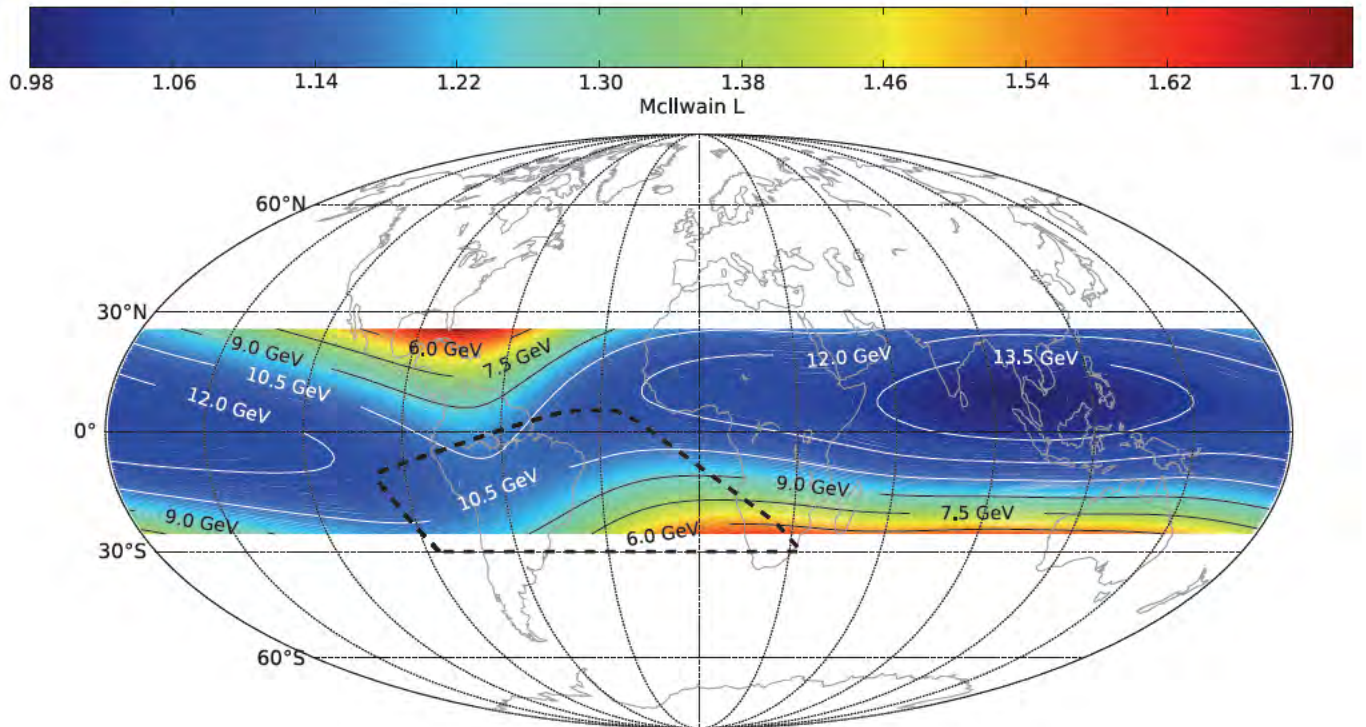 0.98 1.06 1.14 1.22 1.30 1.38 1.46 1.54 1.62 1.70
McIlwain L
60°N
30°N
9.0 GeV 6.0 GeV 7.5 GeV 12.0 GeV 13.5 GeV
10.5 GeV
12.0 GeV
0°
10.5 GeV 9.0 GeV
9.0 GeV 7.5 GeV
6.0 GeV
30°S
60°S